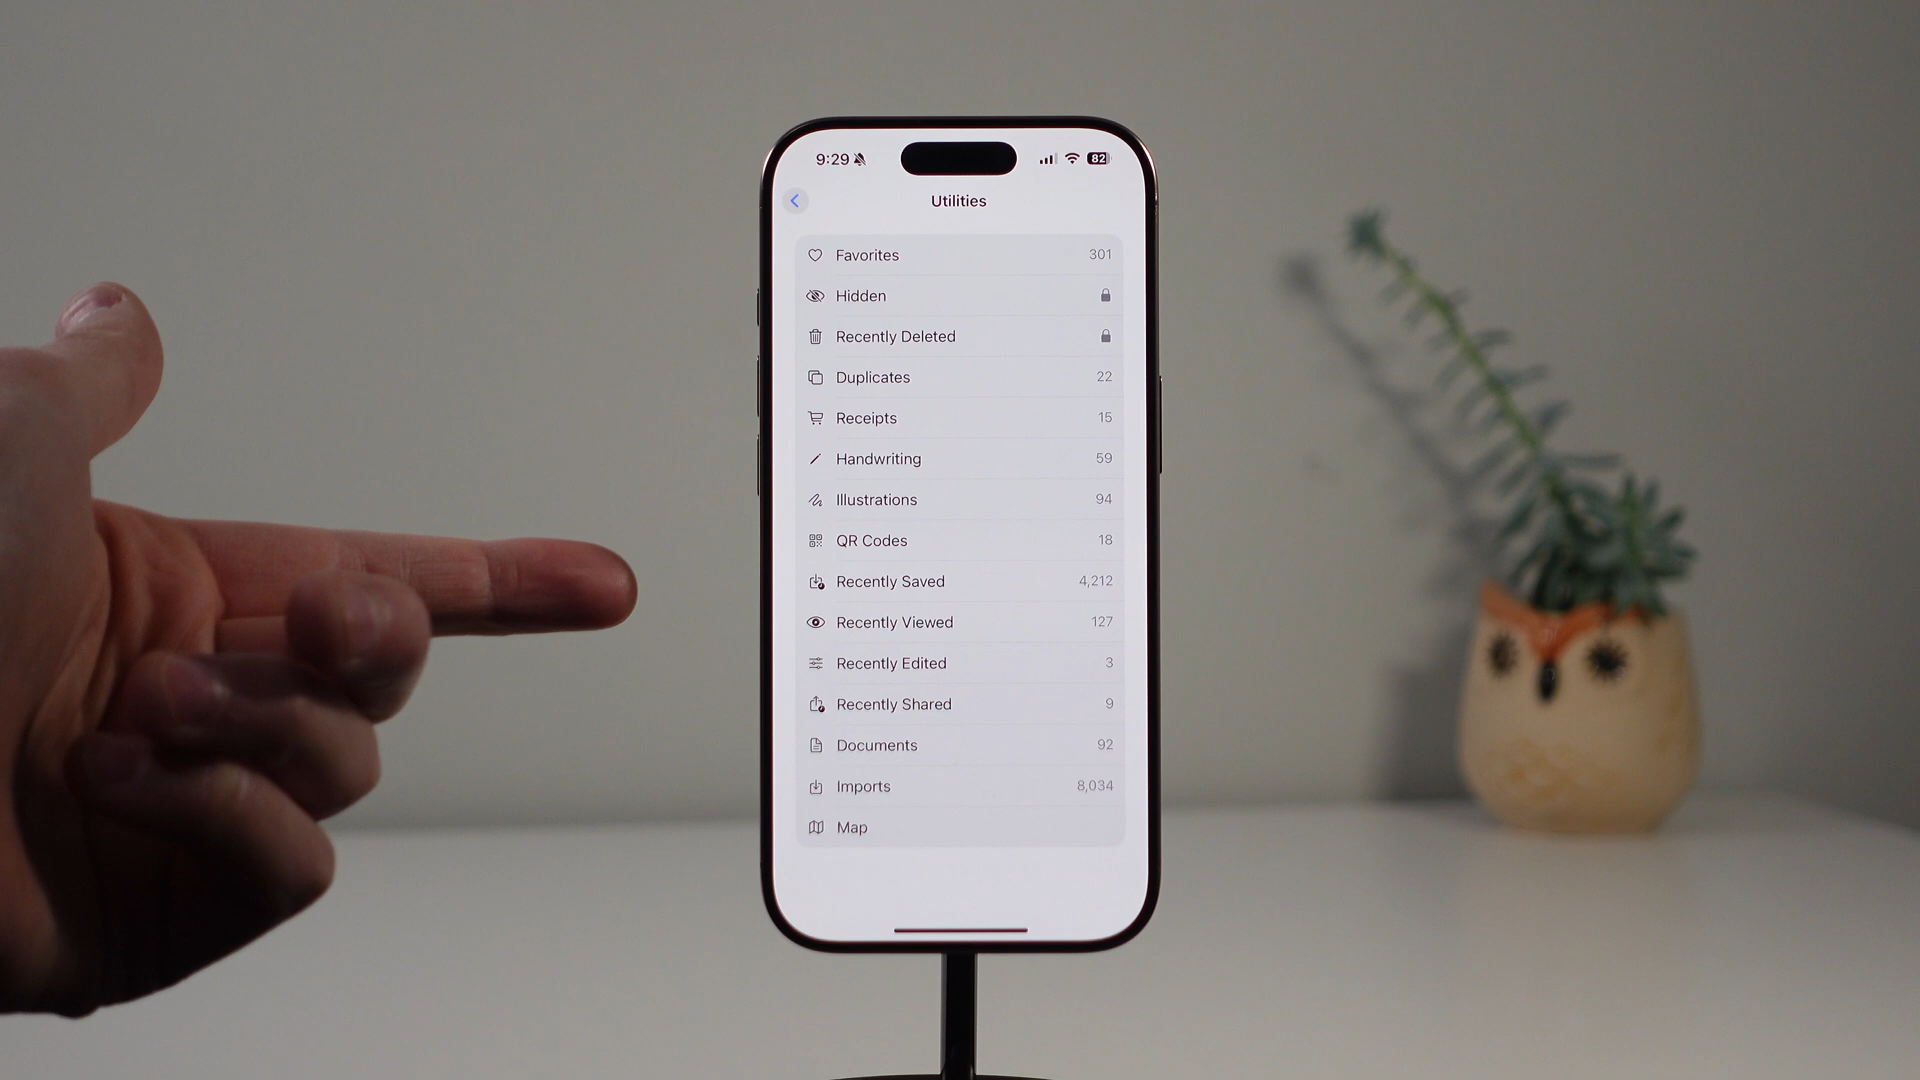 9:29 82
Utilities
Favorites 301
Hidden
Recently Deleted
Duplicates 22
Receipts 15
Handwriting 59
Illustrations 94
QR Codes 18
Recently Saved 4,212
Recently Viewed 127
Recently Edited 3
Recently Shared 9
Documents 92
Imports 8,034
Map